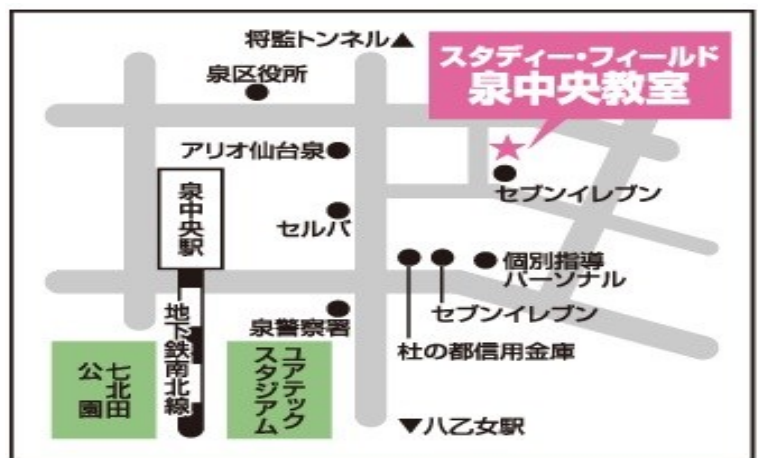 将監トンネル▲
スタディー・フィールド
泉中央教室
泉区役所
アリオ仙台泉
セブンイレブン
泉中央駅
セルバ
個別指導
パーソナル
セブンイレブン
泉警察署
杜の都信用金庫
地下鉄南北線
七北田
公園
ユアテック
スタジアム
▼八乙女駅